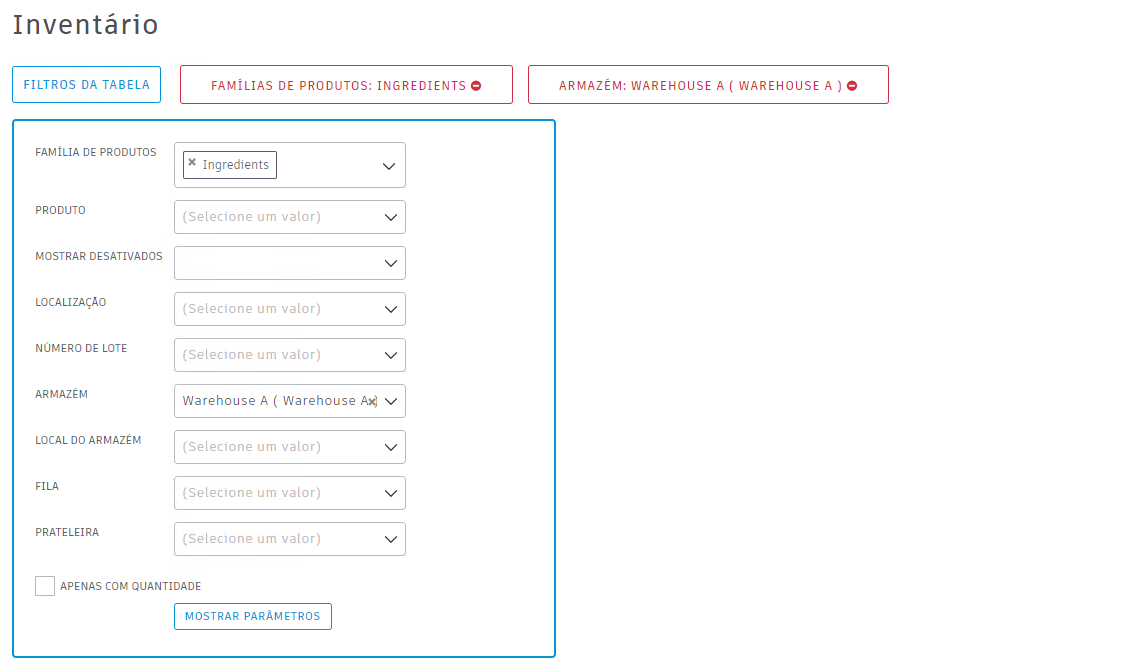 Inventário
FILTROS DA TABELA
FAMÍLIAS DE PRODUTOS: INGREDIENTS
ARMAZÉM: WAREHOUSE A ( WAREHOUSE A )
FAMÍLIA DE PRODUTOS
Ingredients
PRODUTO
(Selecione um valor)
MOSTRAR DESATIVADOS
LOCALIZAÇÃO
(Selecione um valor)
NÚMERO DE LOTE
(Selecione um valor)
ARMAZÉM
Warehouse A ( Warehouse A )
LOCAL DO ARMAZÉM
(Selecione um valor)
FILA
(Selecione um valor)
PRATELEIRA
(Selecione um valor)
APENAS COM QUANTIDADE
MOSTRAR PARÂMETROS